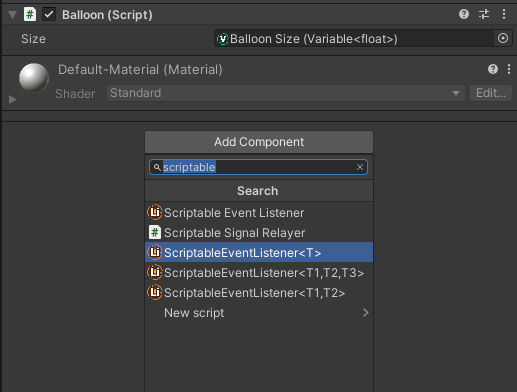 Balloon (Script)
Size
Balloon Size (Variable<float>)
Default-Material (Material)
Shader
Standard
Edit...
Add Component
scriptable
Search
Scriptable Event Listener
Scriptable Signal Relayer
ScriptableEventListener<T>
ScriptableEventListener<T1,T2,T3>
ScriptableEventListener<T1,T2>
New script